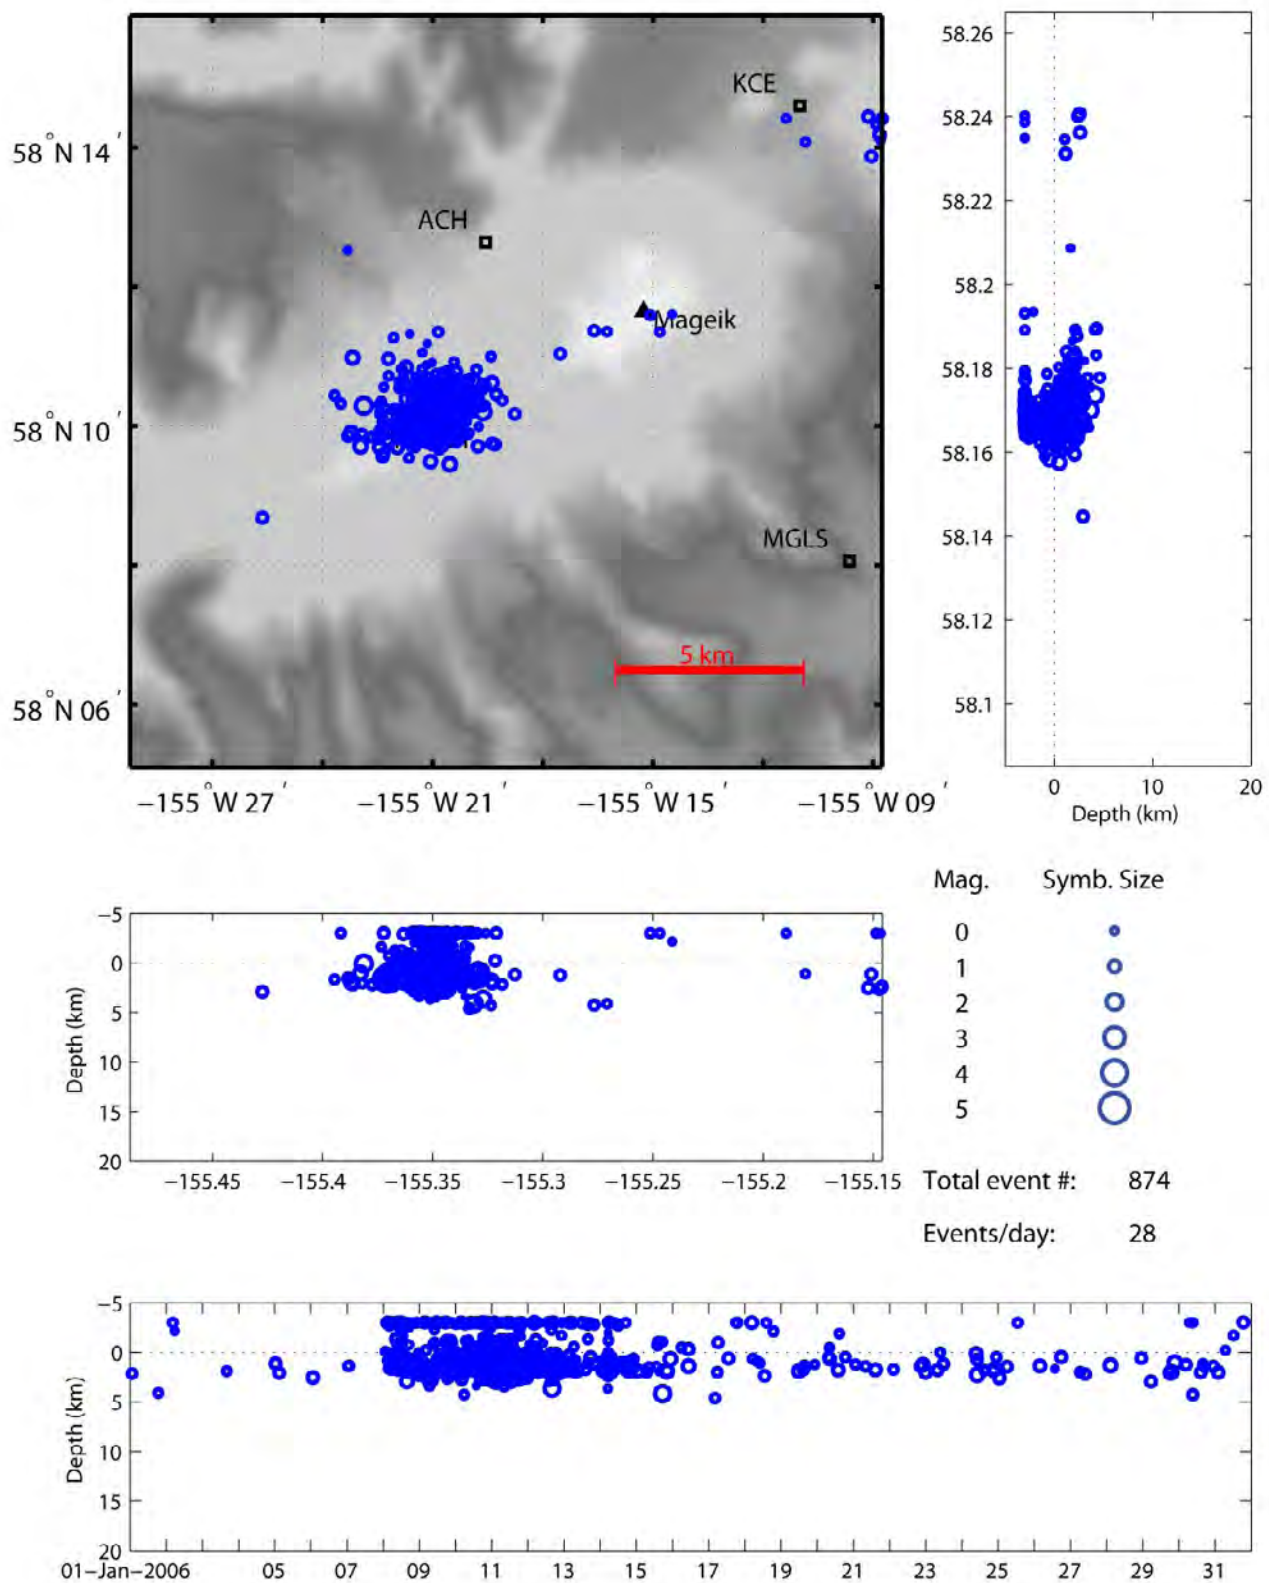 KCE
58°N 14'
ACH
Mageik
58°N 10'
MGLS
5 km
58°N 06'
−155°W 27' −155°W 21' −155°W 15' −155°W 09'
58.26
58.24
58.22
58.2
58.18
58.16
58.14
58.12
58.1
0 10 20
Depth (km)
−5
0
5
10
15
20
Depth (km)
−155.45 −155.4 −155.35 −155.3 −155.25 −155.2 −155.15
Mag. Symb. Size
0
1
2
3
4
5
Total event #: 874
Events/day: 28
−5
0
5
10
15
20
Depth (km)
01−Jan−2006 05 07 09 11 13 15 17 19 21 23 25 27 29 31